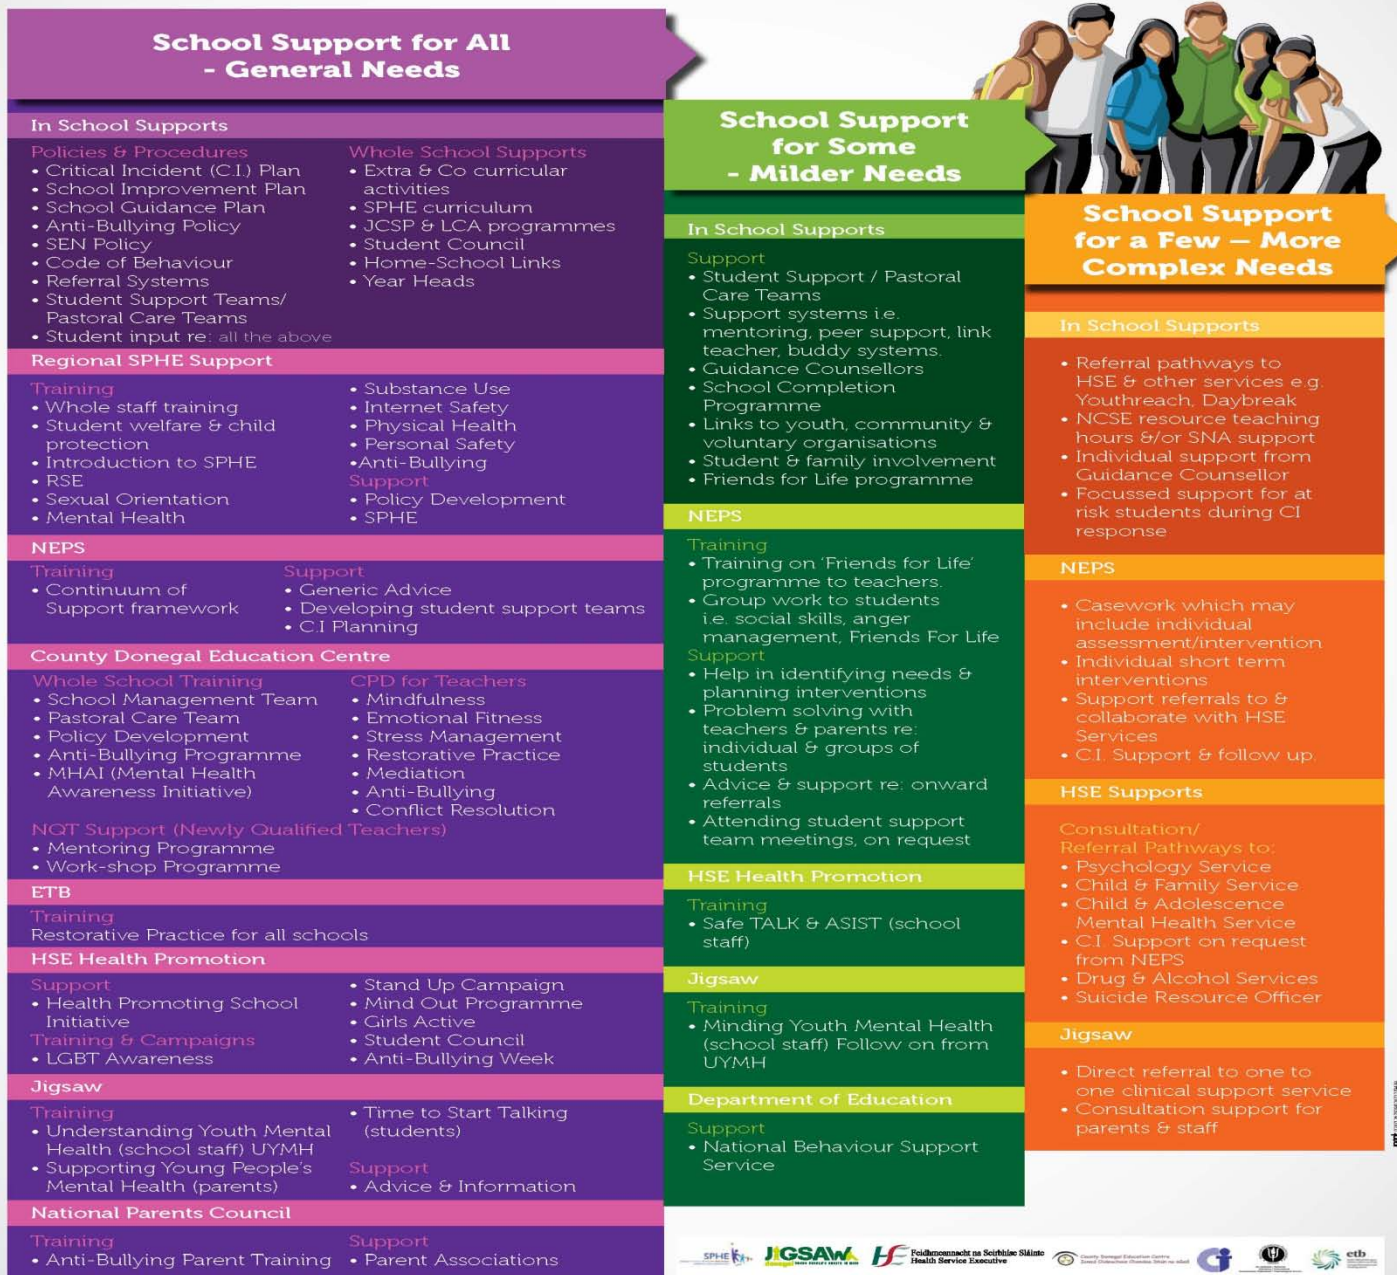 School Support for All
- General Needs
In School Supports
Policies & Procedures
• Critical Incident (C.I.) Plan
• School Improvement Plan
• School Guidance Plan
• Anti-Bullying Policy
• SEN Policy
• Code of Behaviour
• Referral Systems
• Student Support Teams/
Pastoral Care Teams
• Student input re: all the above
Whole School Supports
• Extra & Co curricular
activities
• SPHE curriculum
• JCSP & LCA programmes
• Student Council
• Home-School Links
• Year Heads
Regional SPHE Support
Training
• Whole staff training
• Student welfare & child
protection
• Introduction to SPHE
• RSE
• Sexual Orientation
• Mental Health
• Substance Use
• Internet Safety
• Physical Health
• Personal Safety
•Anti-Bullying
Support
• Policy Development
• SPHE
NEPS
Training
• Continuum of
Support framework
Support
• Generic Advice
• Developing student support teams
• C.I Planning
County Donegal Education Centre
Whole School Training
• School Management Team
• Pastoral Care Team
• Policy Development
• Anti-Bullying Programme
• MHAI (Mental Health
Awareness Initiative)
CPD for Teachers
• Mindfulness
• Emotional Fitness
• Stress Management
• Restorative Practice
• Mediation
• Anti-Bullying
• Conflict Resolution
NQT Support (Newly Qualified Teachers)
• Mentoring Programme
• Work-shop Programme
ETB
Training
Restorative Practice for all schools
HSE Health Promotion
Support
• Health Promoting School
Initiative
Training & Campaigns
• LGBT Awareness
• Stand Up Campaign
• Mind Out Programme
• Girls Active
• Student Council
• Anti-Bullying Week
Jigsaw
Training
• Understanding Youth Mental
Health (school staff) UYMH
• Supporting Young People's
Mental Health (parents)
• Time to Start Talking
(students)
Support
• Advice & Information
National Parents Council
Training
• Anti-Bullying Parent Training
Support
• Parent Associations
School Support
for Some
- Milder Needs
In School Supports
Support
• Student Support / Pastoral
Care Teams
• Support systems i.e.
mentoring, peer support, link
teacher, buddy systems.
• Guidance Counsellors
• School Completion
Programme
• Links to youth, community &
voluntary organisations
• Student & family involvement
• Friends for Life programme
NEPS
Training
• Training on 'Friends for Life'
programme to teachers.
• Group work to students
i.e. social skills, anger
management, Friends For Life
Support
• Help in identifying needs &
planning interventions
• Problem solving with
teachers & parents re:
individual & groups of
students
• Advice & support re: onward
referrals
• Attending student support
team meetings, on request
HSE Health Promotion
Training
• Safe TALK & ASIST (school
staff)
Jigsaw
Training
• Minding Youth Mental Health
(school staff) Follow on from
UYMH
Department of Education
Support
• National Behaviour Support
Service
School Support
for a Few – More
Complex Needs
In School Supports
• Referral pathways to
HSE & other services e.g.
Youthreach, Daybreak
• NCSE resource teaching
hours &/or SNA support
• Individual support from
Guidance Counsellor
• Focussed support for at
risk students during CI
response
NEPS
• Casework which may
include individual
assessment/intervention
• Individual short term
interventions
• Support referrals to &
collaborate with HSE
Services
• C.I. Support & follow up.
HSE Supports
Consultation/
Referral Pathways to:
• Psychology Service
• Child & Family Service
• Child & Adolescence
Mental Health Service
• C.I. Support on request
from NEPS
• Drug & Alcohol Services
• Suicide Resource Officer
Jigsaw
• Direct referral to one to
one clinical support service
• Consultation support for
parents & staff
SPHE
JIGSAW
Feidhmeannacht na Seirbhíse Sláinte
Health Service Executive
County Donegal Education Centre
etb